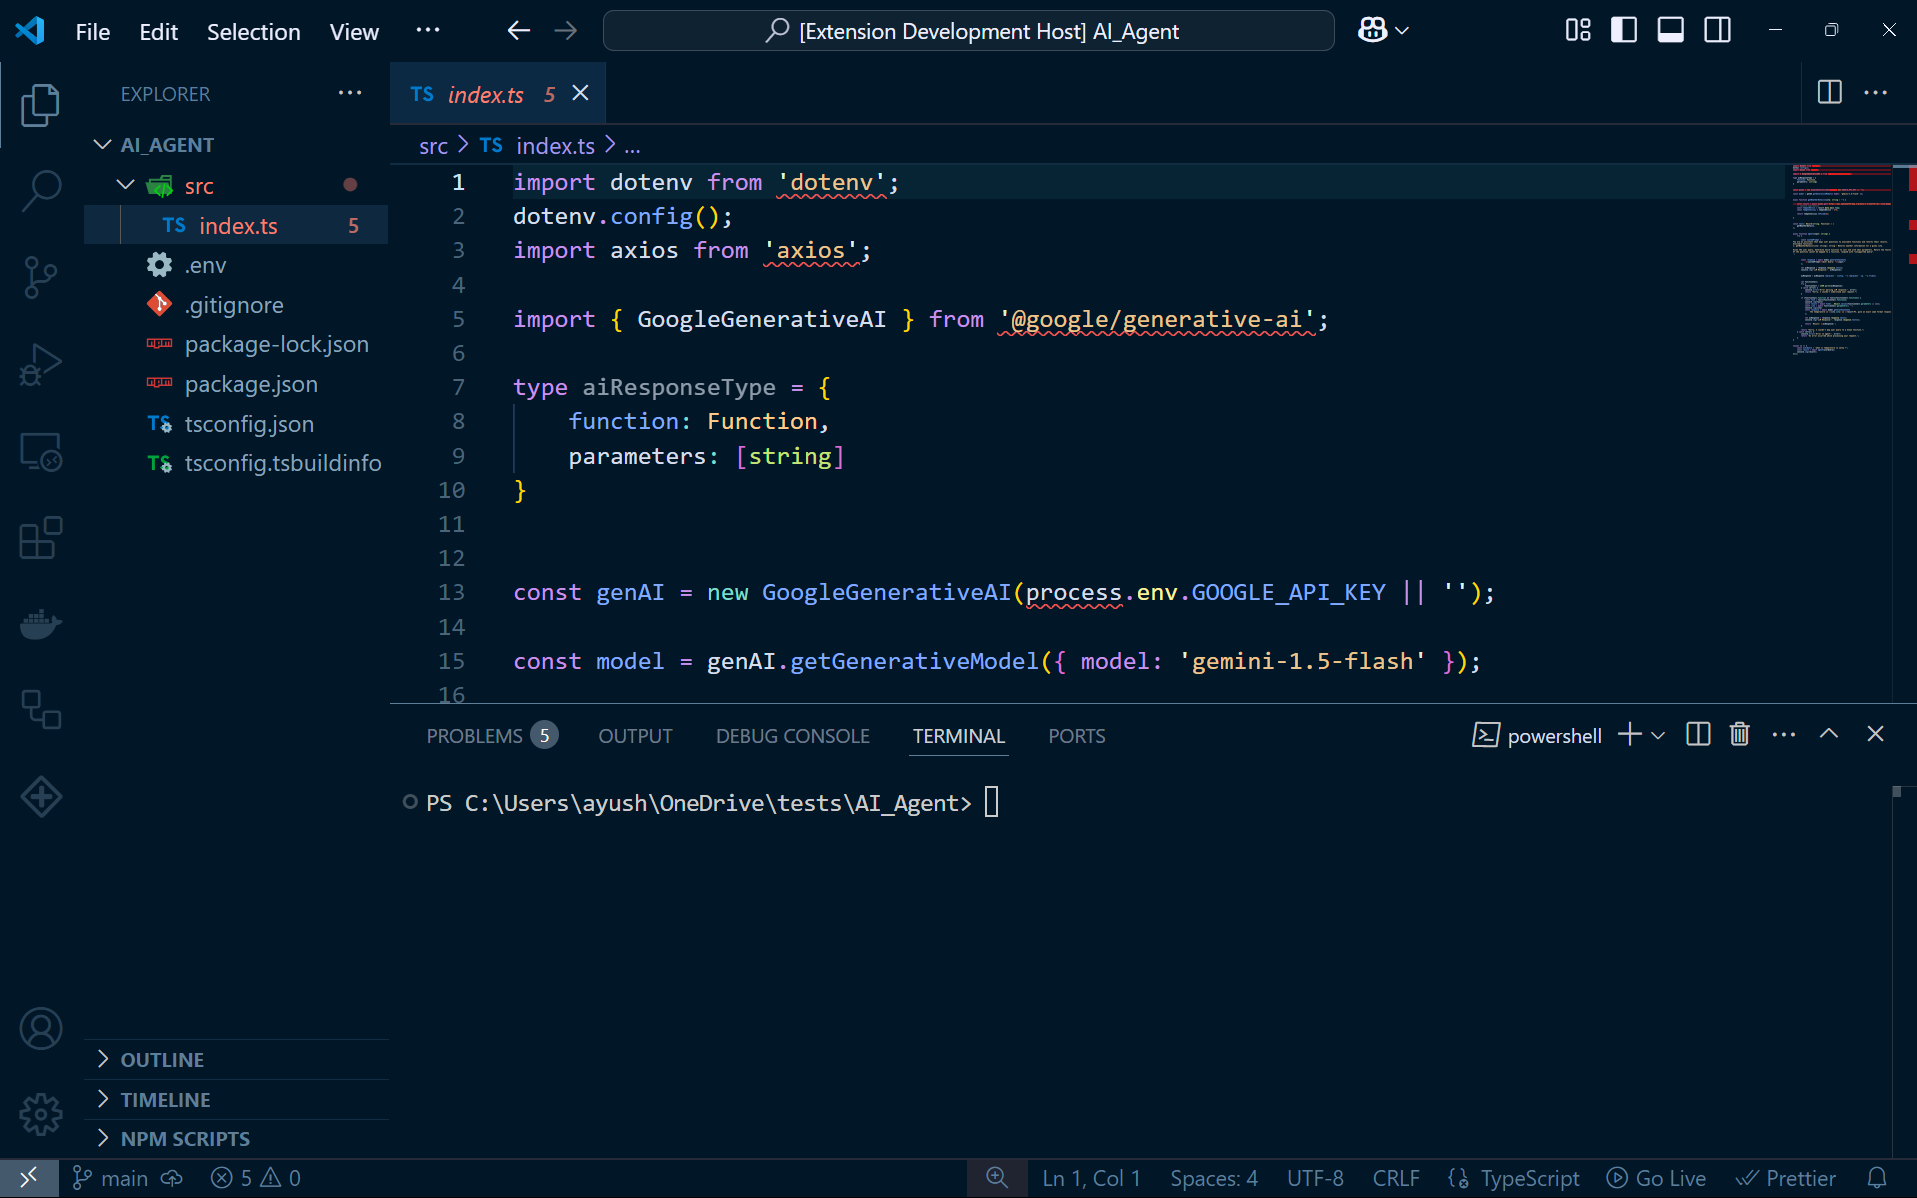 File Edit Selection View ··· [Extension Development Host] AI_Agent
EXPLORER ···
AI_AGENT
src
TS index.ts 5
.env
.gitignore
package-lock.json
package.json
TS tsconfig.json
TS tsconfig.tsbuildinfo
OUTLINE
TIMELINE
NPM SCRIPTS
TS index.ts 5
src > TS index.ts > ...
1 import dotenv from 'dotenv';
2 dotenv.config();
3 import axios from 'axios';
4
5 import { GoogleGenerativeAI } from '@google/generative-ai';
6
7 type aiResponseType = {
8 function: Function,
9 parameters: [string]
10 }
11
12
13 const genAI = new GoogleGenerativeAI(process.env.GOOGLE_API_KEY || '');
14
15 const model = genAI.getGenerativeModel({ model: 'gemini-1.5-flash' });
16
PROBLEMS 5 OUTPUT DEBUG CONSOLE TERMINAL PORTS powershell
PS C:\Users\ayush\OneDrive\tests\AI_Agent>
main 5 0 Ln 1, Col 1 Spaces: 4 UTF-8 CRLF {} TypeScript Go Live Prettier